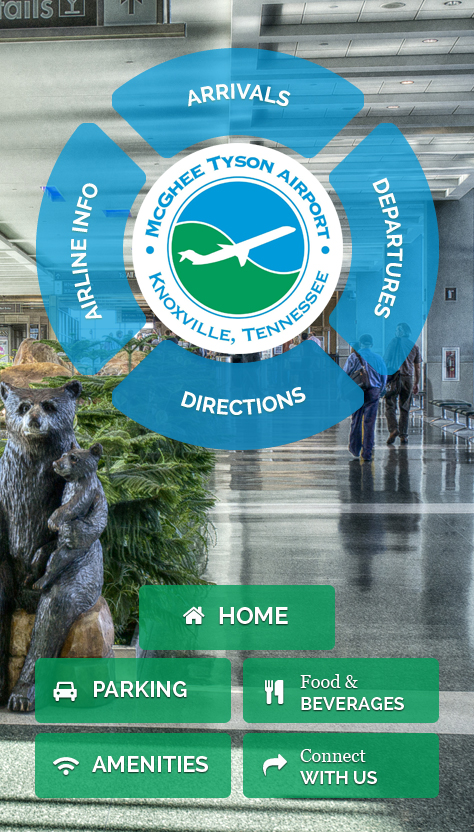 ARRIVALS
AIRLINE INFO
McGHEE TYSON AIRPORT
KNOXVILLE, TENNESSEE
DEPARTURES
DIRECTIONS
HOME
PARKING
Food &
BEVERAGES
AMENITIES
Connect
WITH US